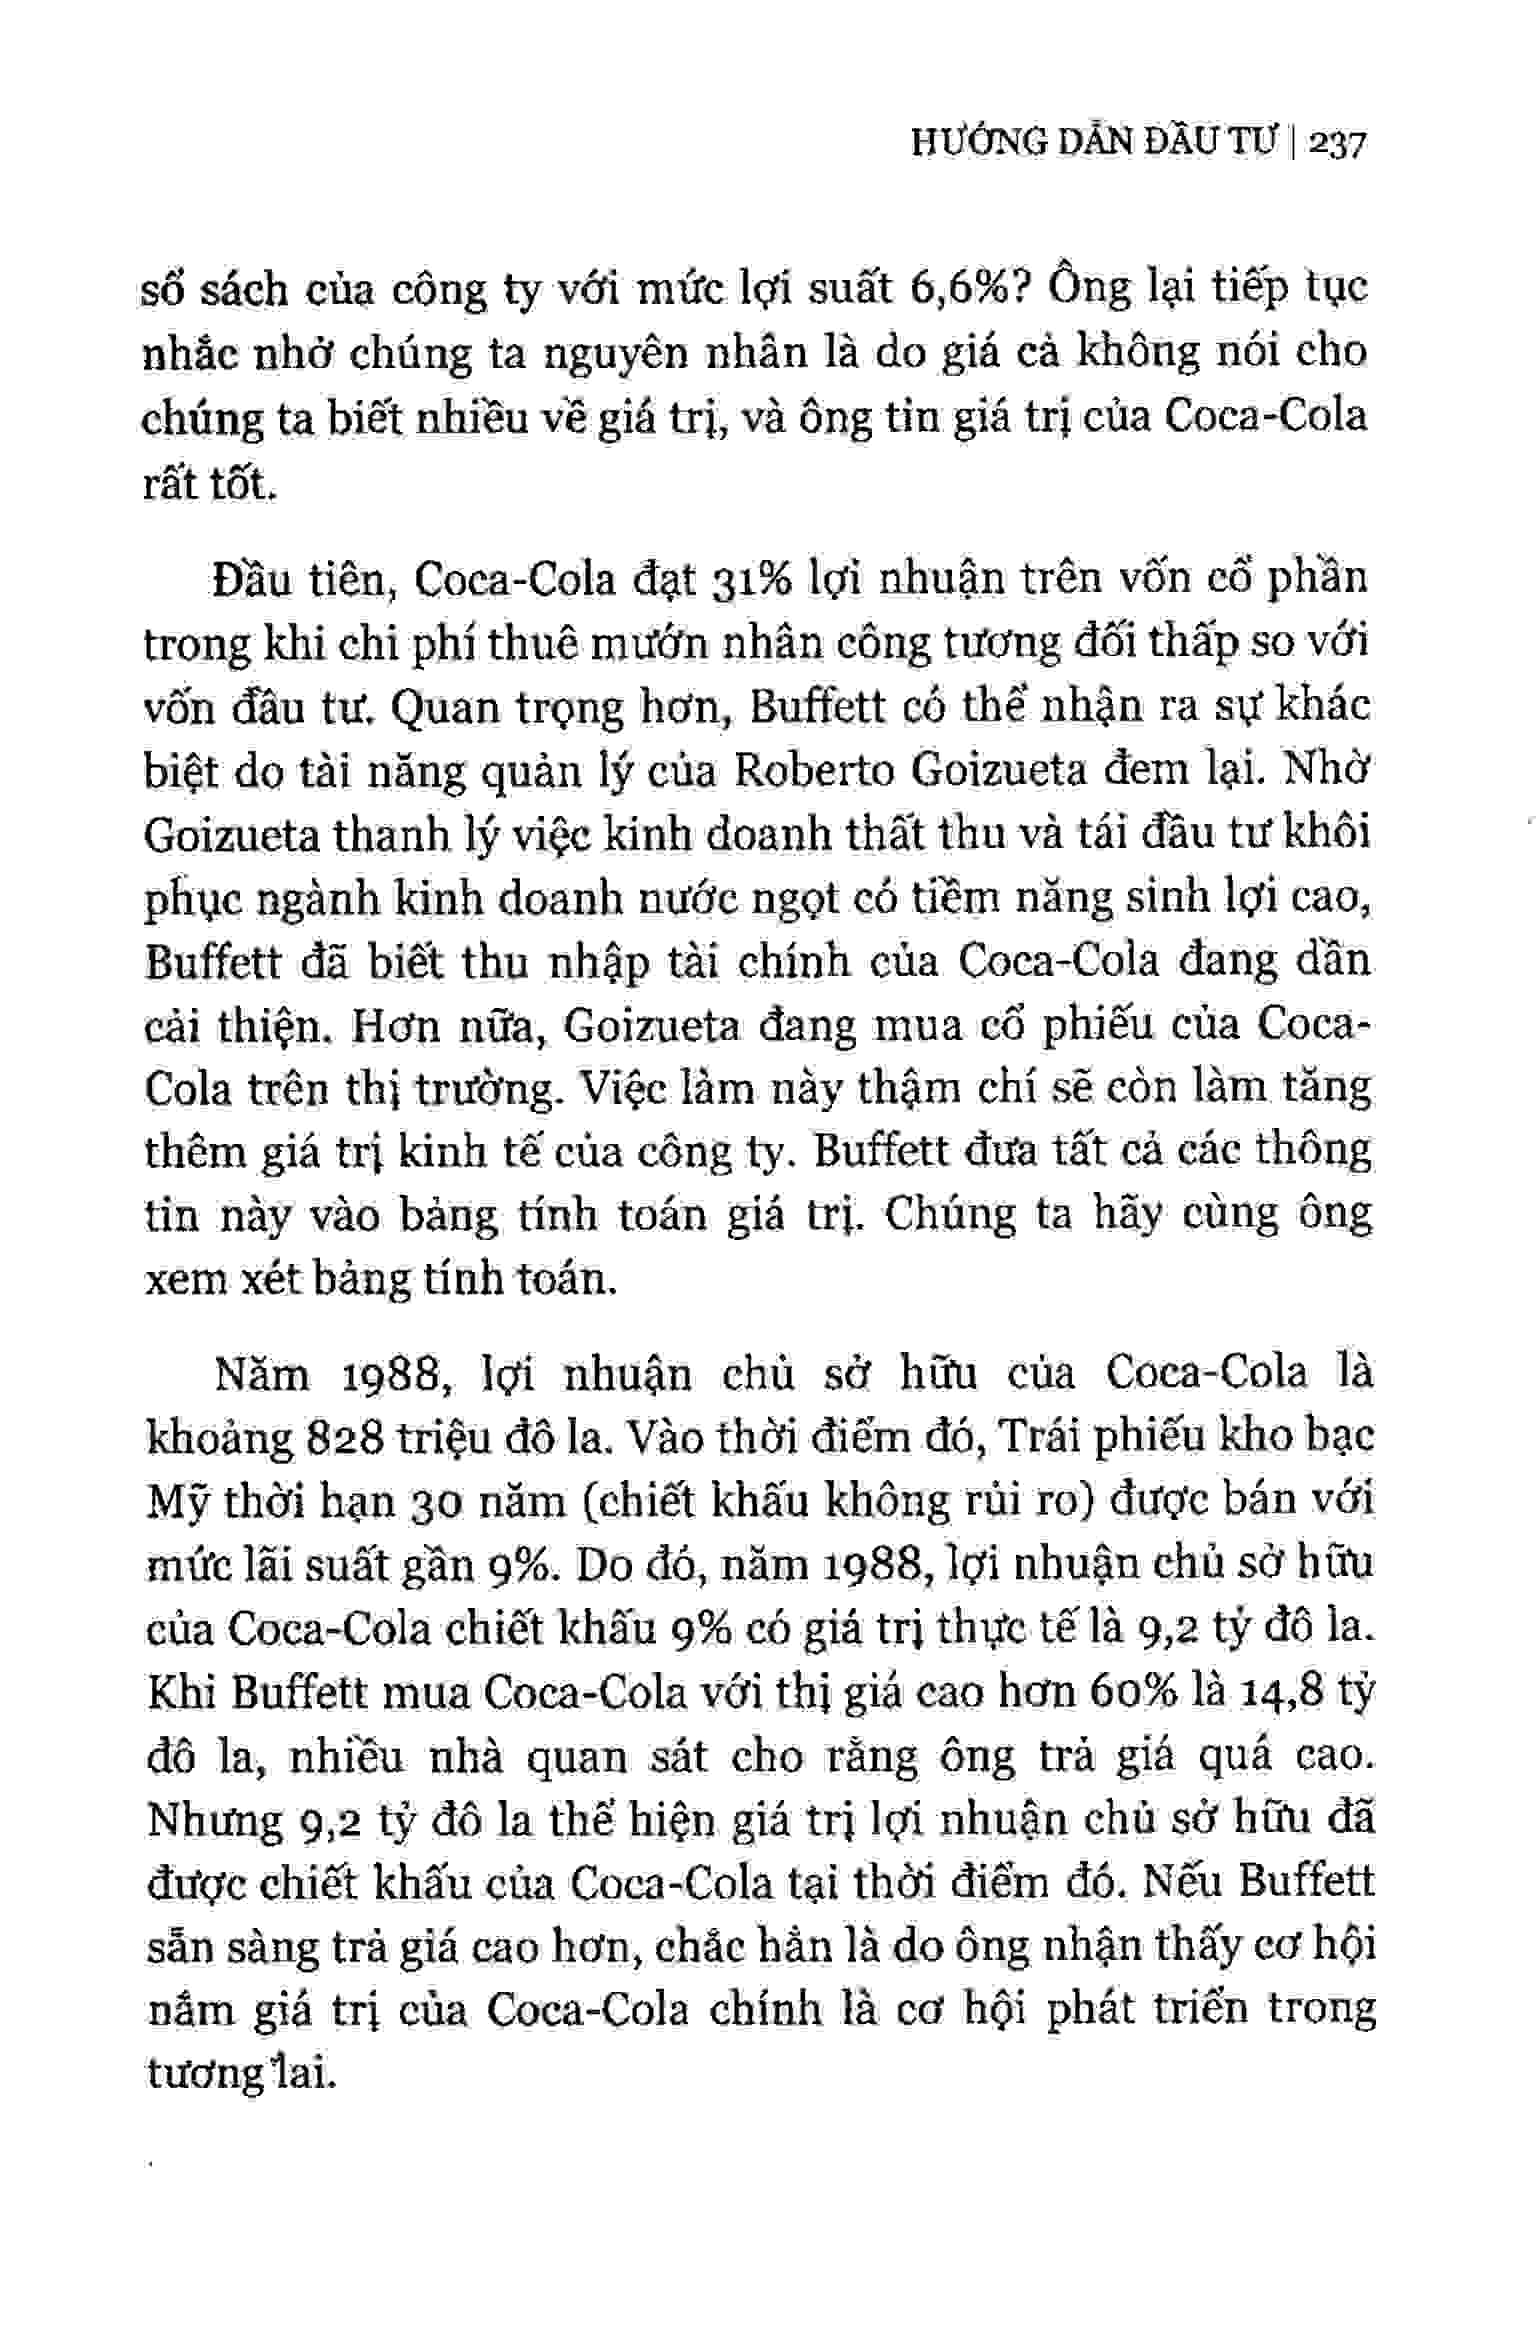 HƯỚNG DẪN ĐẦU TƯ | 237
sổ sách của công ty với mức lợi suất 6,6%? Ông lại tiếp tục
nhắc nhở chúng ta nguyên nhân là do giá cả không nói cho
chúng ta biết nhiều về giá trị, và ông tin giá trị của Coca-Cola
rất tốt.
Đầu tiên, Coca-Cola đạt 31% lợi nhuận trên vốn cổ phần
trong khi chi phí thuê mướn nhân công tương đối thấp so với
vốn đầu tư. Quan trọng hơn, Buffett có thể nhận ra sự khác
biệt do tài năng quản lý của Roberto Goizueta đem lại. Nhờ
Goizueta thanh lý việc kinh doanh thất thu và tái đầu tư khôi
phục ngành kinh doanh nước ngọt có tiềm năng sinh lợi cao,
Buffett đã biết thu nhập tài chính của Coca-Cola đang dần
cải thiện. Hơn nữa, Goizueta đang mua cổ phiếu của Coca-
Cola trên thị trường. Việc làm này thậm chí sẽ còn làm tăng
thêm giá trị kinh tế của công ty. Buffett đưa tất cả các thông
tin này vào bảng tính toán giá trị. Chúng ta hãy cùng ông
xem xét bảng tính toán.
Năm 1988, lợi nhuận chủ sở hữu của Coca-Cola là
khoảng 828 triệu đô la. Vào thời điểm đó, Trái phiếu kho bạc
Mỹ thời hạn 30 năm (chiết khấu không rủi ro) được bán với
mức lãi suất gần 9%. Do đó, năm 1988, lợi nhuận chủ sở hữu
của Coca-Cola chiết khấu 9% có giá trị thực tế là 9,2 tỷ đô la.
Khi Buffett mua Coca-Cola với thị giá cao hơn 60% là 14,8 tỷ
đô la, nhiều nhà quan sát cho rằng ông trả giá quá cao.
Nhưng 9,2 tỷ đô la thể hiện giá trị lợi nhuận chủ sở hữu đã
được chiết khấu của Coca-Cola tại thời điểm đó. Nếu Buffett
sẵn sàng trả giá cao hơn, chắc hẳn là do ông nhận thấy cơ hội
nắm giá trị của Coca-Cola chính là cơ hội phát triển trong
tương lai.